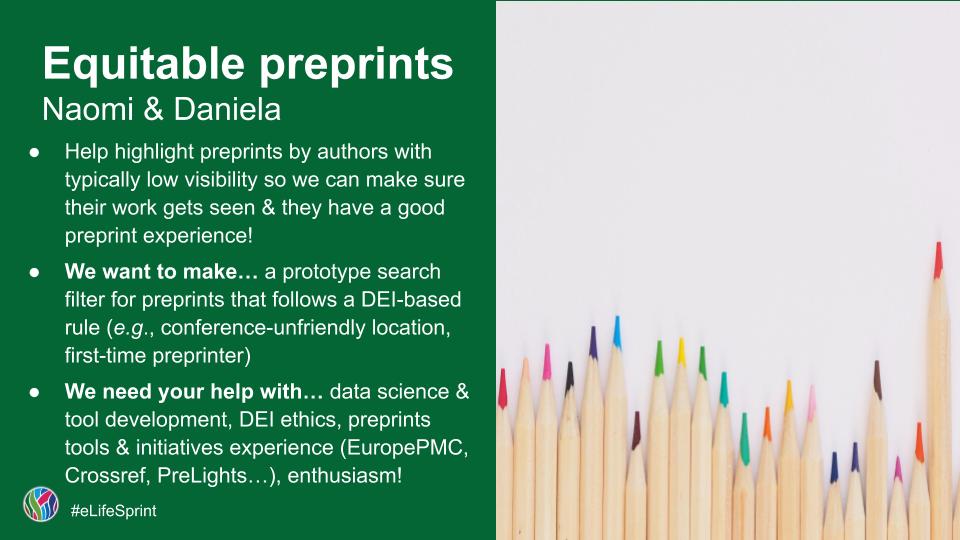 Equitable preprints
Naomi & Daniela
● Help highlight preprints by authors with
typically low visibility so we can make sure
their work gets seen & they have a good
preprint experience!
● We want to make… a prototype search
filter for preprints that follows a DEI-based
rule (e.g., conference-unfriendly location,
first-time preprinter)
● We need your help with… data science &
tool development, DEI ethics, preprints
tools & initiatives experience (EuropePMC,
Crossref, PreLights…), enthusiasm!
#eLifeSprint